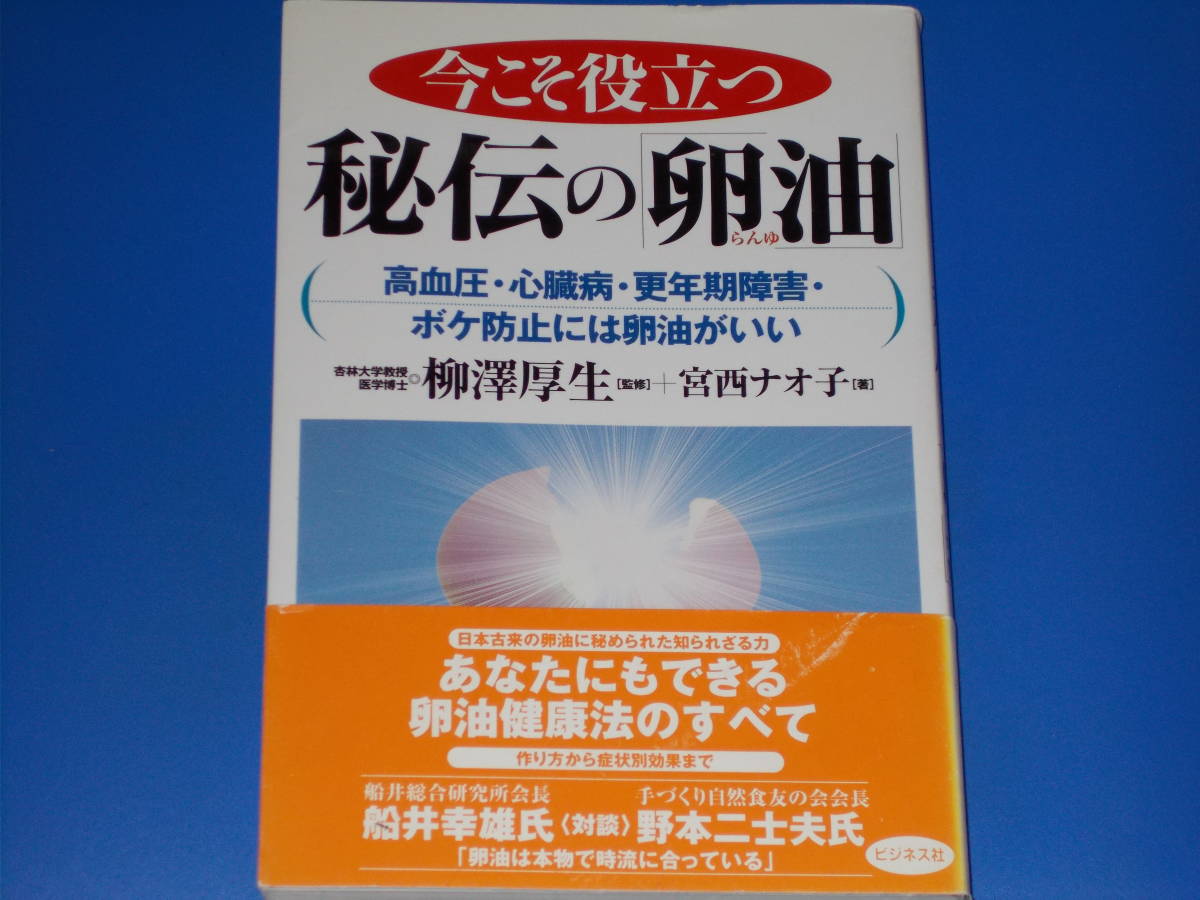 今こそ役立つ
秘伝の「卵油」
らんゆ
高血圧・心臓病・更年期障害・
ボケ防止には卵油がいい
杏林大学教授
医学博士◎柳澤厚生[監修]+宮西ナオ子[著]
日本古来の卵油に秘められた知られざる力
あなたにもできる
卵油健康法のすべて
作り方から症状別効果まで
船井総合研究所会長 手づくり自然食友の会会長
船井幸雄氏〈対談〉野本二士夫氏
「卵油は本物で時流に合っている」
ビジネス社